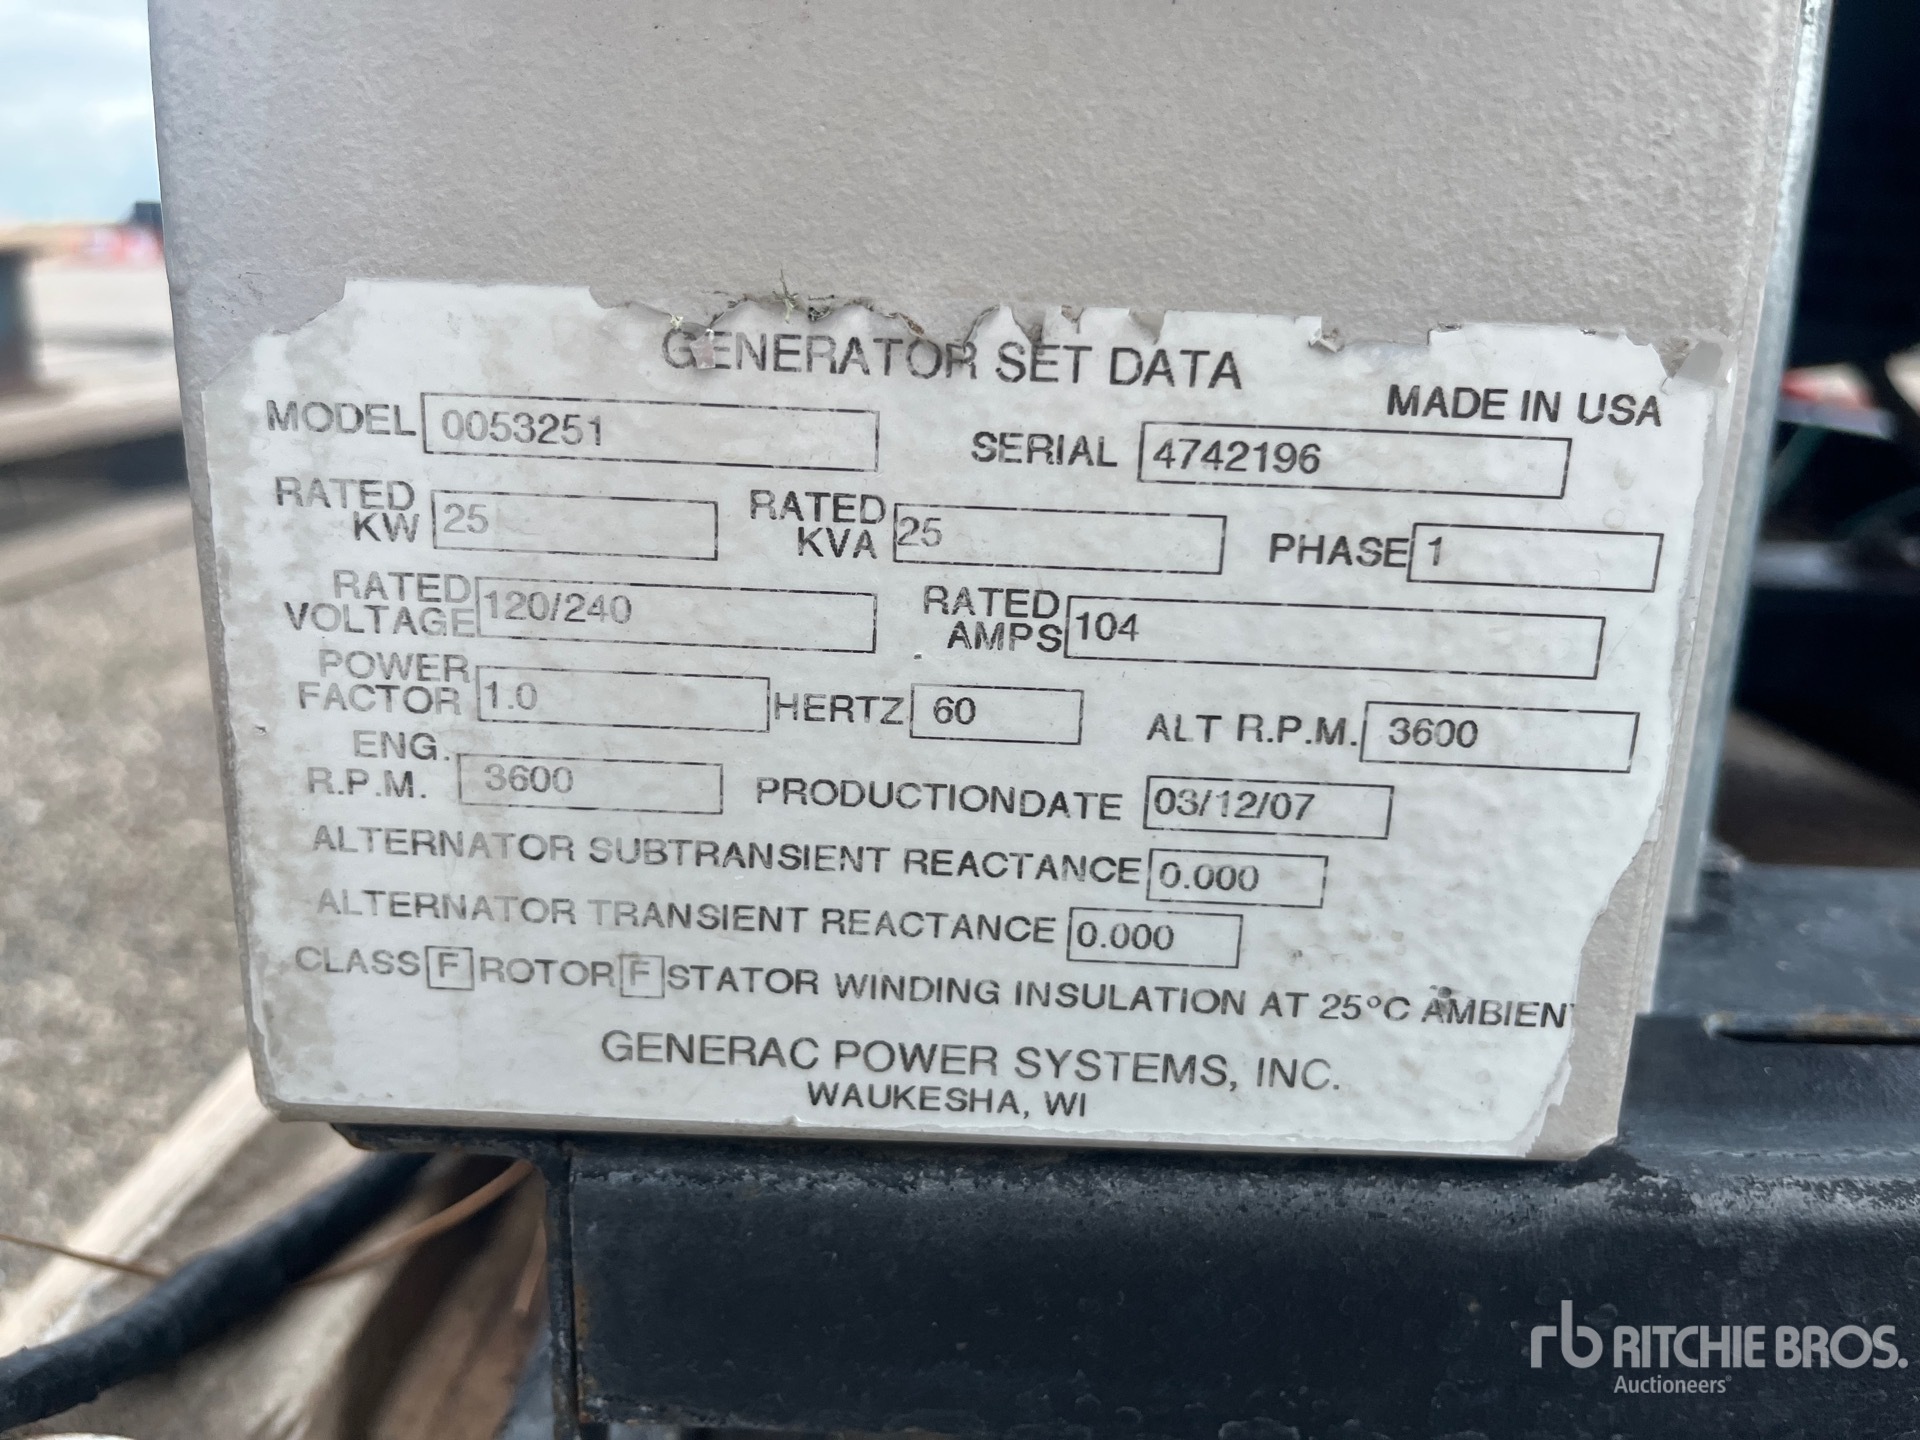 GENERATOR SET DATA
MADE IN USA
MODEL 0053251 SERIAL 4742196
RATED KW 25 RATED KVA 25 PHASE 1
RATED VOLTAGE 120/240 RATED AMPS 104
POWER FACTOR 1.0 HERTZ 60 ALT R.P.M. 3600
ENG. R.P.M. 3600 PRODUCTIONDATE 03/12/07
ALTERNATOR SUBTRANSIENT REACTANCE 0.000
ALTERNATOR TRANSIENT REACTANCE 0.000
CLASS F ROTOR F STATOR WINDING INSULATION AT 25°C AMBIEN
GENERAC POWER SYSTEMS, INC.
WAUKESHA, WI
rb RITCHIE BROS.
Auctioneers